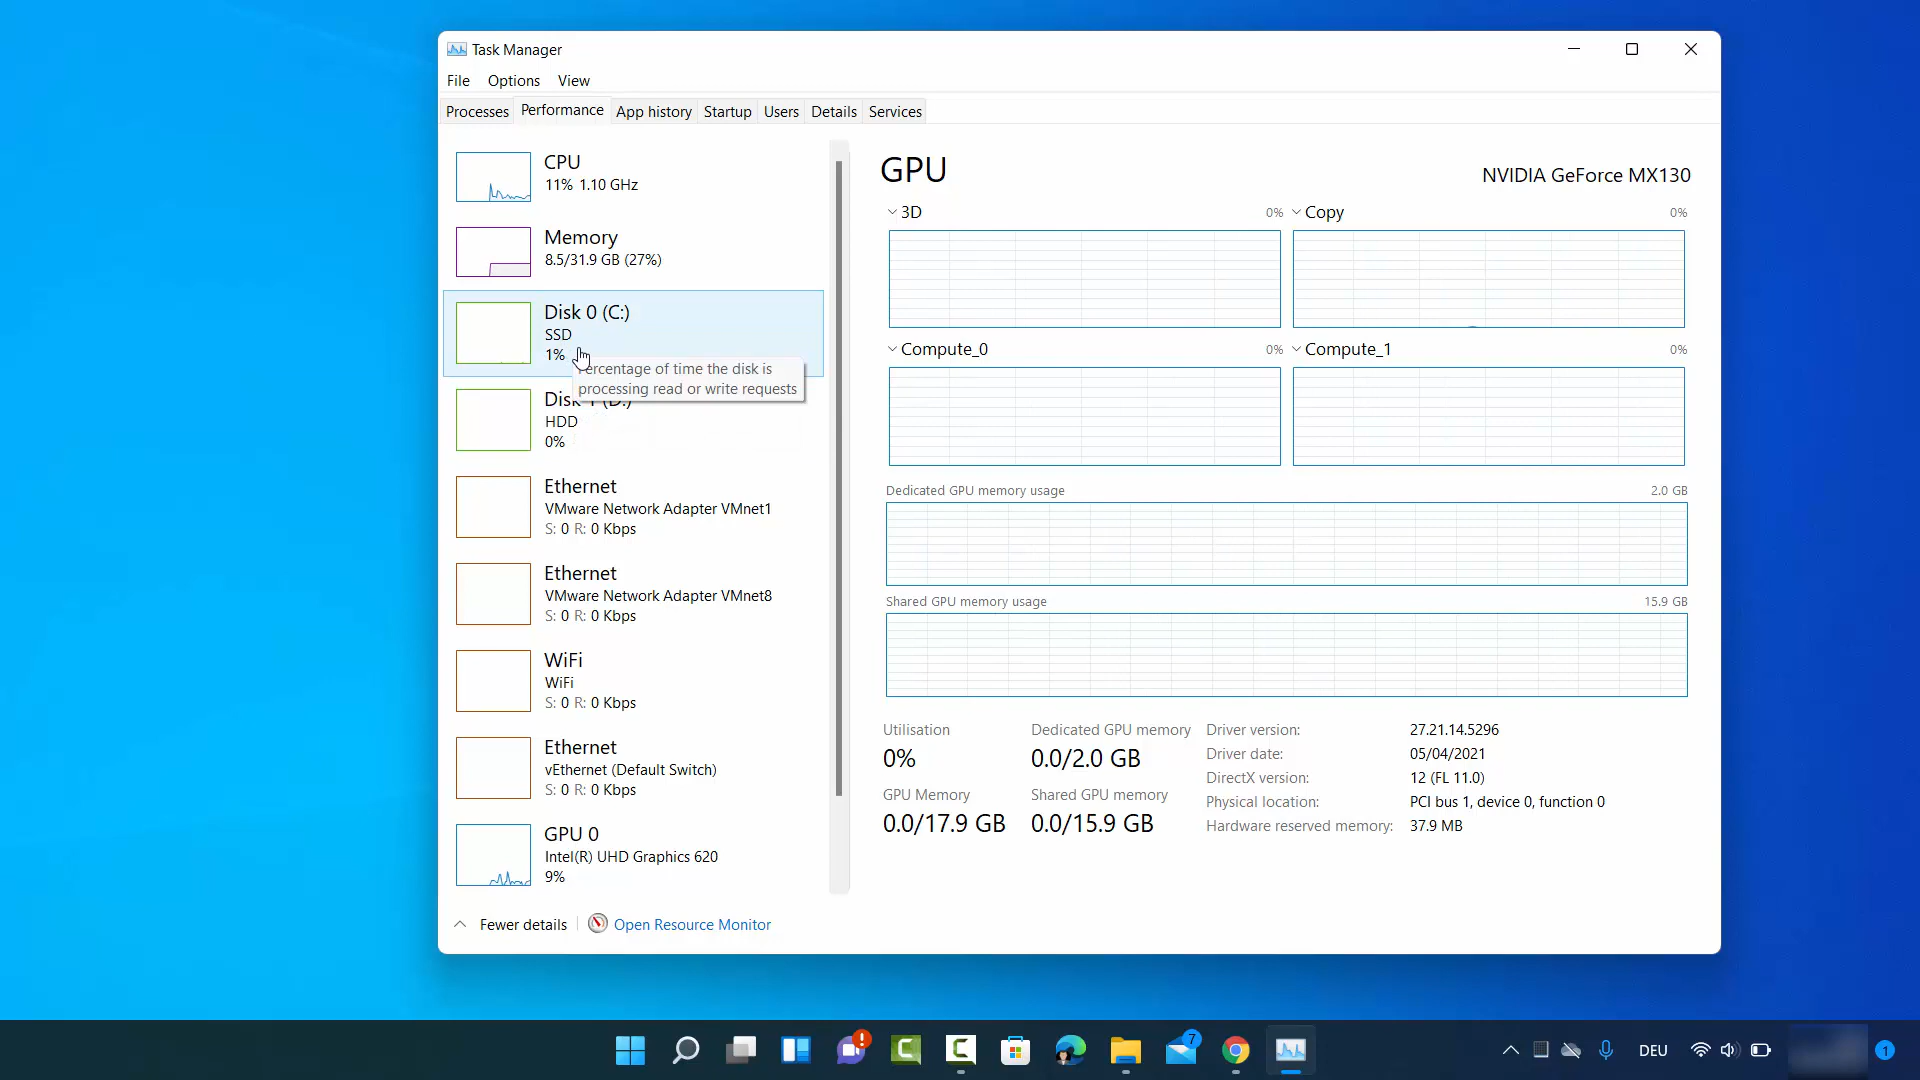 Task Manager
File Options View
Processes Performance App history Startup Users Details Services
CPU
11% 1.10 GHz
Memory
8.5/31.9 GB (27%)
Disk 0 (C:)
SSD
1%
Percentage of time the disk is
processing read or write requests
Disk 1 (D:)
HDD
0%
Ethernet
VMware Network Adapter VMnet1
S: 0 R: 0 Kbps
Ethernet
VMware Network Adapter VMnet8
S: 0 R: 0 Kbps
WiFi
WiFi
S: 0 R: 0 Kbps
Ethernet
vEthernet (Default Switch)
S: 0 R: 0 Kbps
GPU 0
Intel(R) UHD Graphics 620
9%
Fewer details Open Resource Monitor
GPU NVIDIA GeForce MX130
3D 0% Copy 0%
Compute_0 0% Compute_1 0%
Dedicated GPU memory usage 2.0 GB
Shared GPU memory usage 15.9 GB
Utilisation
0%
Dedicated GPU memory
0.0/2.0 GB
GPU Memory
0.0/17.9 GB
Shared GPU memory
0.0/15.9 GB
Driver version: 27.21.14.5296
Driver date: 05/04/2021
DirectX version: 12 (FL 11.0)
Physical location: PCI bus 1, device 0, function 0
Hardware reserved memory: 37.9 MB
! 7 DEU 1